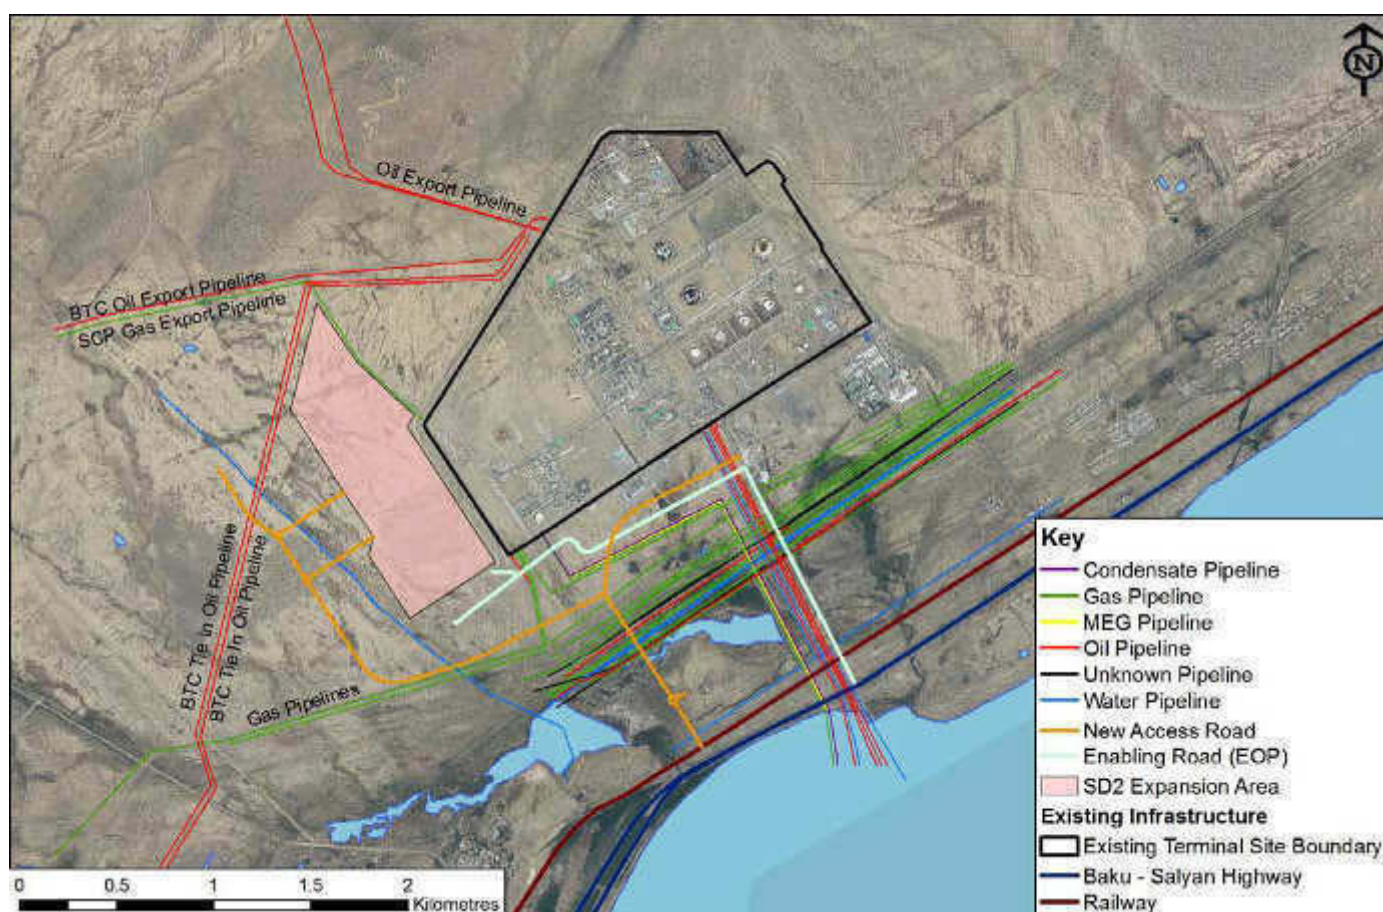 N
Oil Export Pipeline
BTC Oil Export Pipeline
SCP Gas Export Pipeline
BTC Tie In Oil Pipeline
BTC Tie In Oil Pipeline
Gas Pipelines
Key
Condensate Pipeline
Gas Pipeline
MEG Pipeline
Oil Pipeline
Unknown Pipeline
Water Pipeline
New Access Road
Enabling Road (EOP)
SD2 Expansion Area
Existing Infrastructure
Existing Terminal Site Boundary
Baku - Salyan Highway
Railway
0 0.5 1 1.5 2
Kilometres